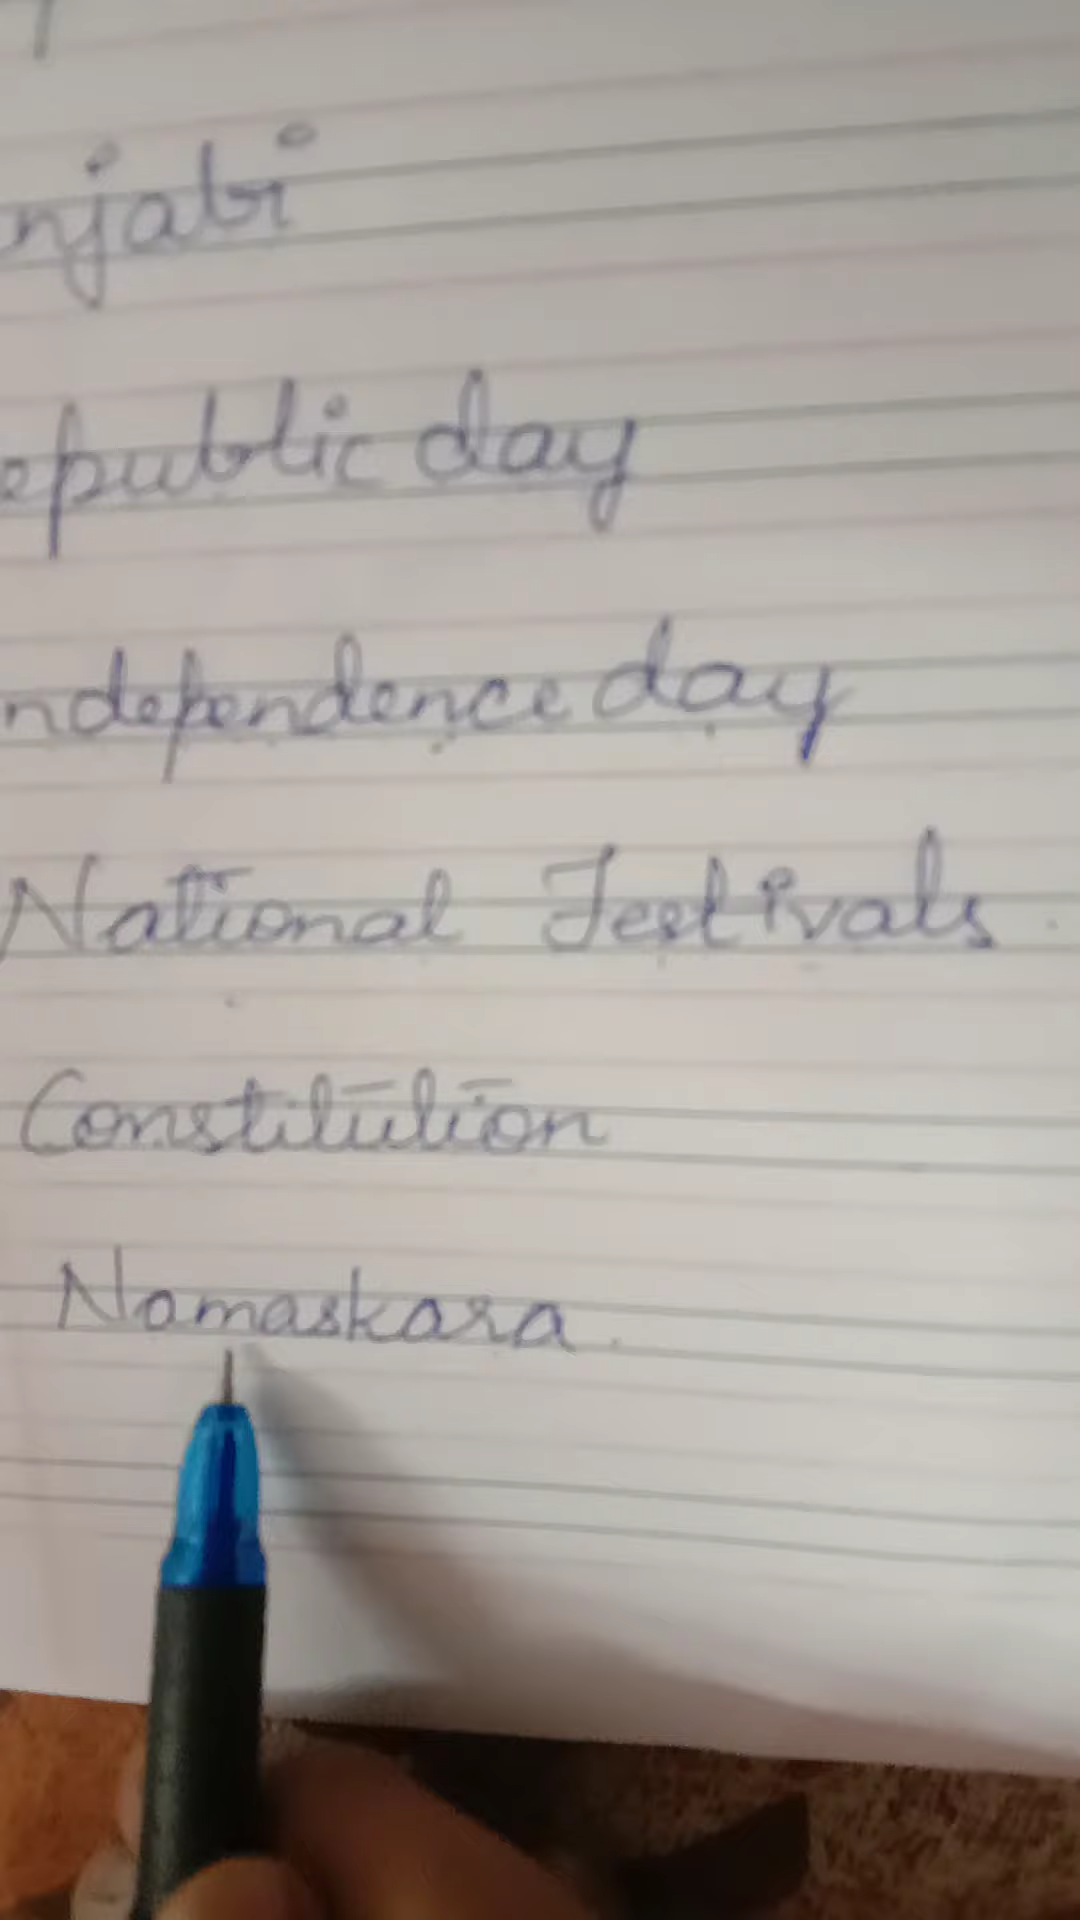 njabi
epublic day
ndependence day
National Festivals
Constitution
Namaskara.